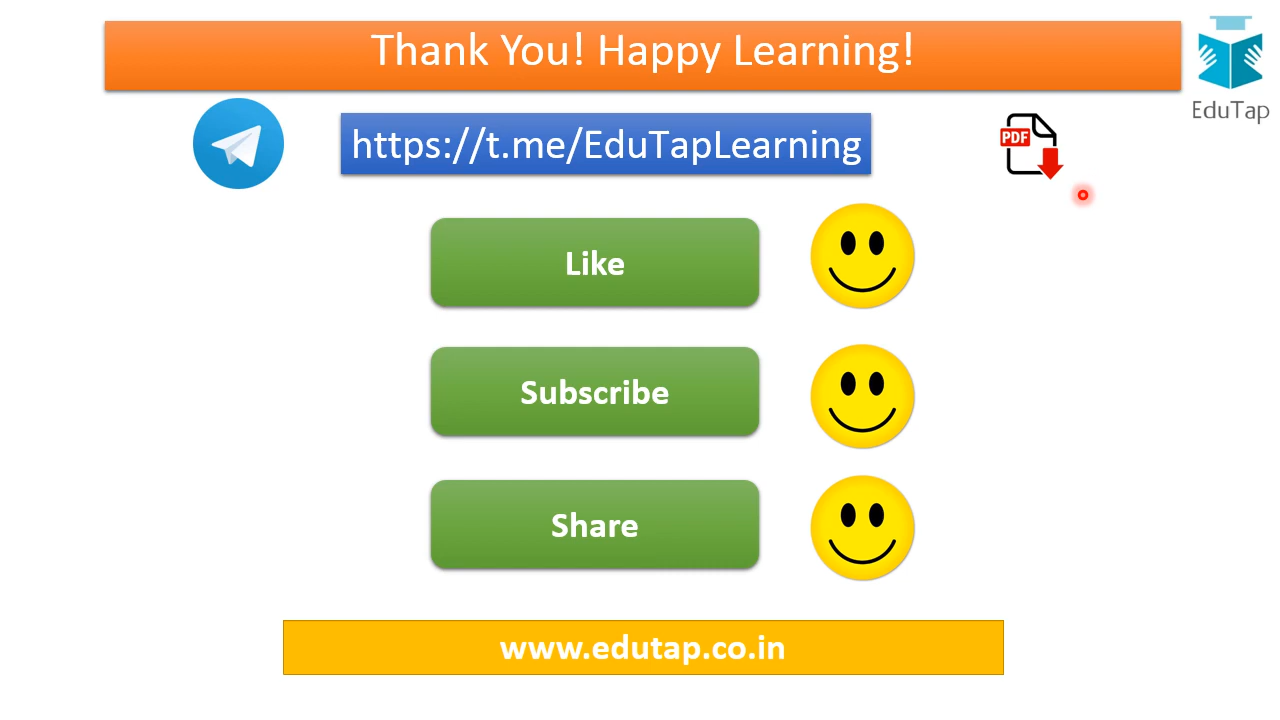 Thank You! Happy Learning!
EduTap
https://t.me/EduTapLearning
PDF
Like
Subscribe
Share
www.edutap.co.in